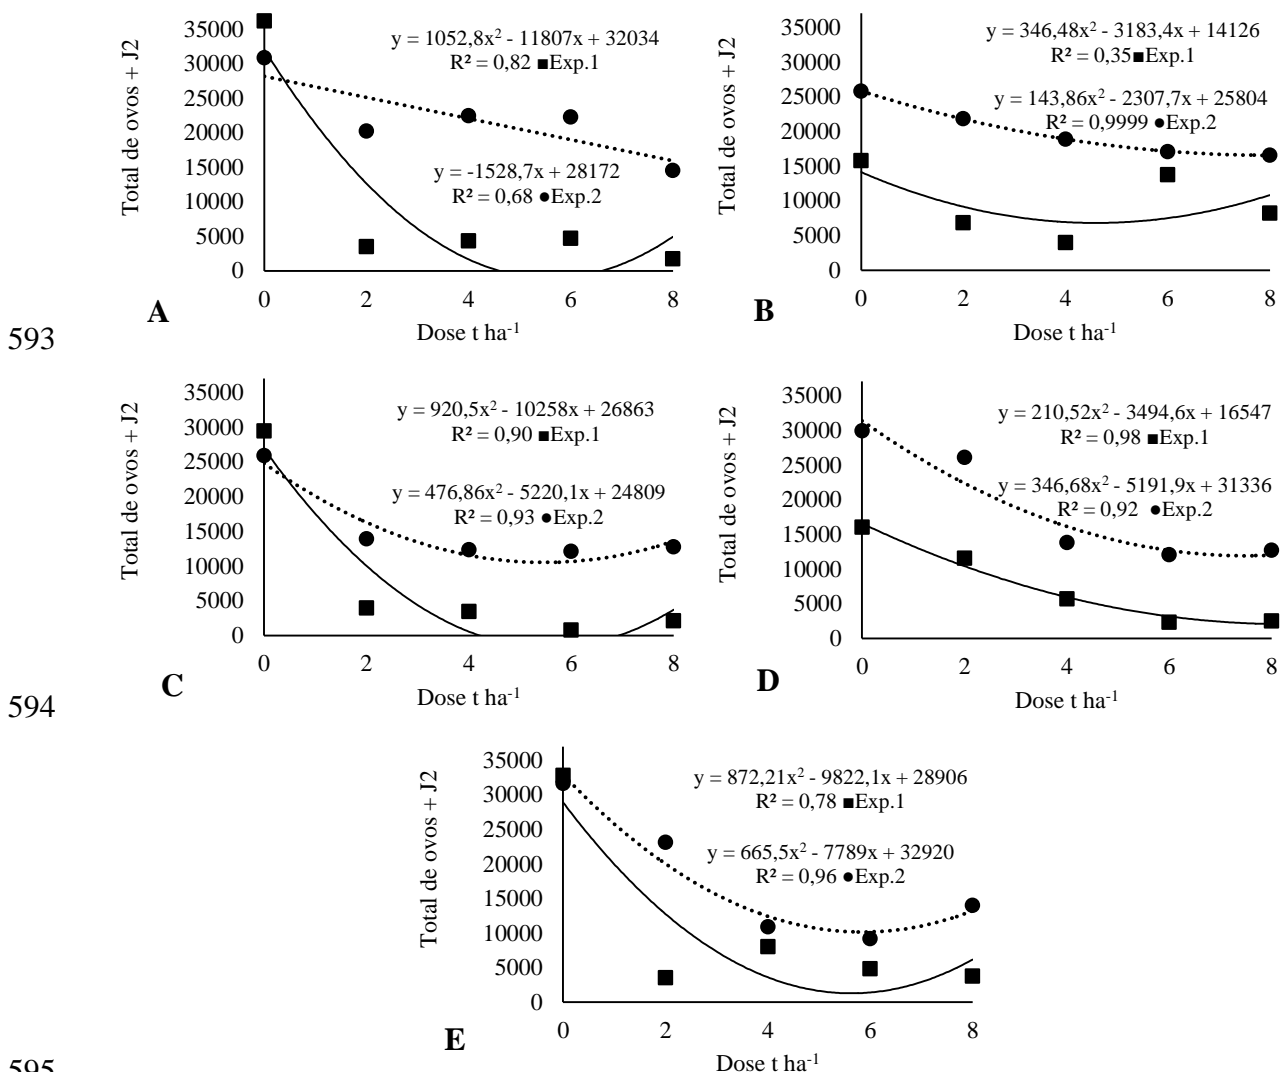 35000
30000
25000
20000
15000
10000
5000
0
Total de ovos + J2
y = 1052,8x² - 11807x + 32034
R² = 0,82 ■Exp.1
y = -1528,7x + 28172
R² = 0,68 ●Exp.2
0 2 4 6 8
Dose t ha⁻¹
A
35000
30000
25000
20000
15000
10000
5000
0
Total de ovos + J2
y = 346,48x² - 3183,4x + 14126
R² = 0,35■Exp.1
y = 143,86x² - 2307,7x + 25804
R² = 0,9999 ●Exp.2
0 2 4 6 8
Dose t ha⁻¹
B
593
35000
30000
25000
20000
15000
10000
5000
0
Total de ovos + J2
y = 920,5x² - 10258x + 26863
R² = 0,90 ■Exp.1
y = 476,86x² - 5220,1x + 24809
R² = 0,93 ●Exp.2
0 2 4 6 8
Dose t ha⁻¹
C
35000
30000
25000
20000
15000
10000
5000
0
Total de ovos + J2
y = 210,52x² - 3494,6x + 16547
R² = 0,98 ■Exp.1
y = 346,68x² - 5191,9x + 31336
R² = 0,92 ●Exp.2
0 2 4 6 8
Dose t ha⁻¹
D
594
35000
30000
25000
20000
15000
10000
5000
0
Total de ovos + J2
y = 872,21x² - 9822,1x + 28906
R² = 0,78 ■Exp.1
y = 665,5x² - 7789x + 32920
R² = 0,96 ●Exp.2
0 2 4 6 8
Dose t ha⁻¹
E
595